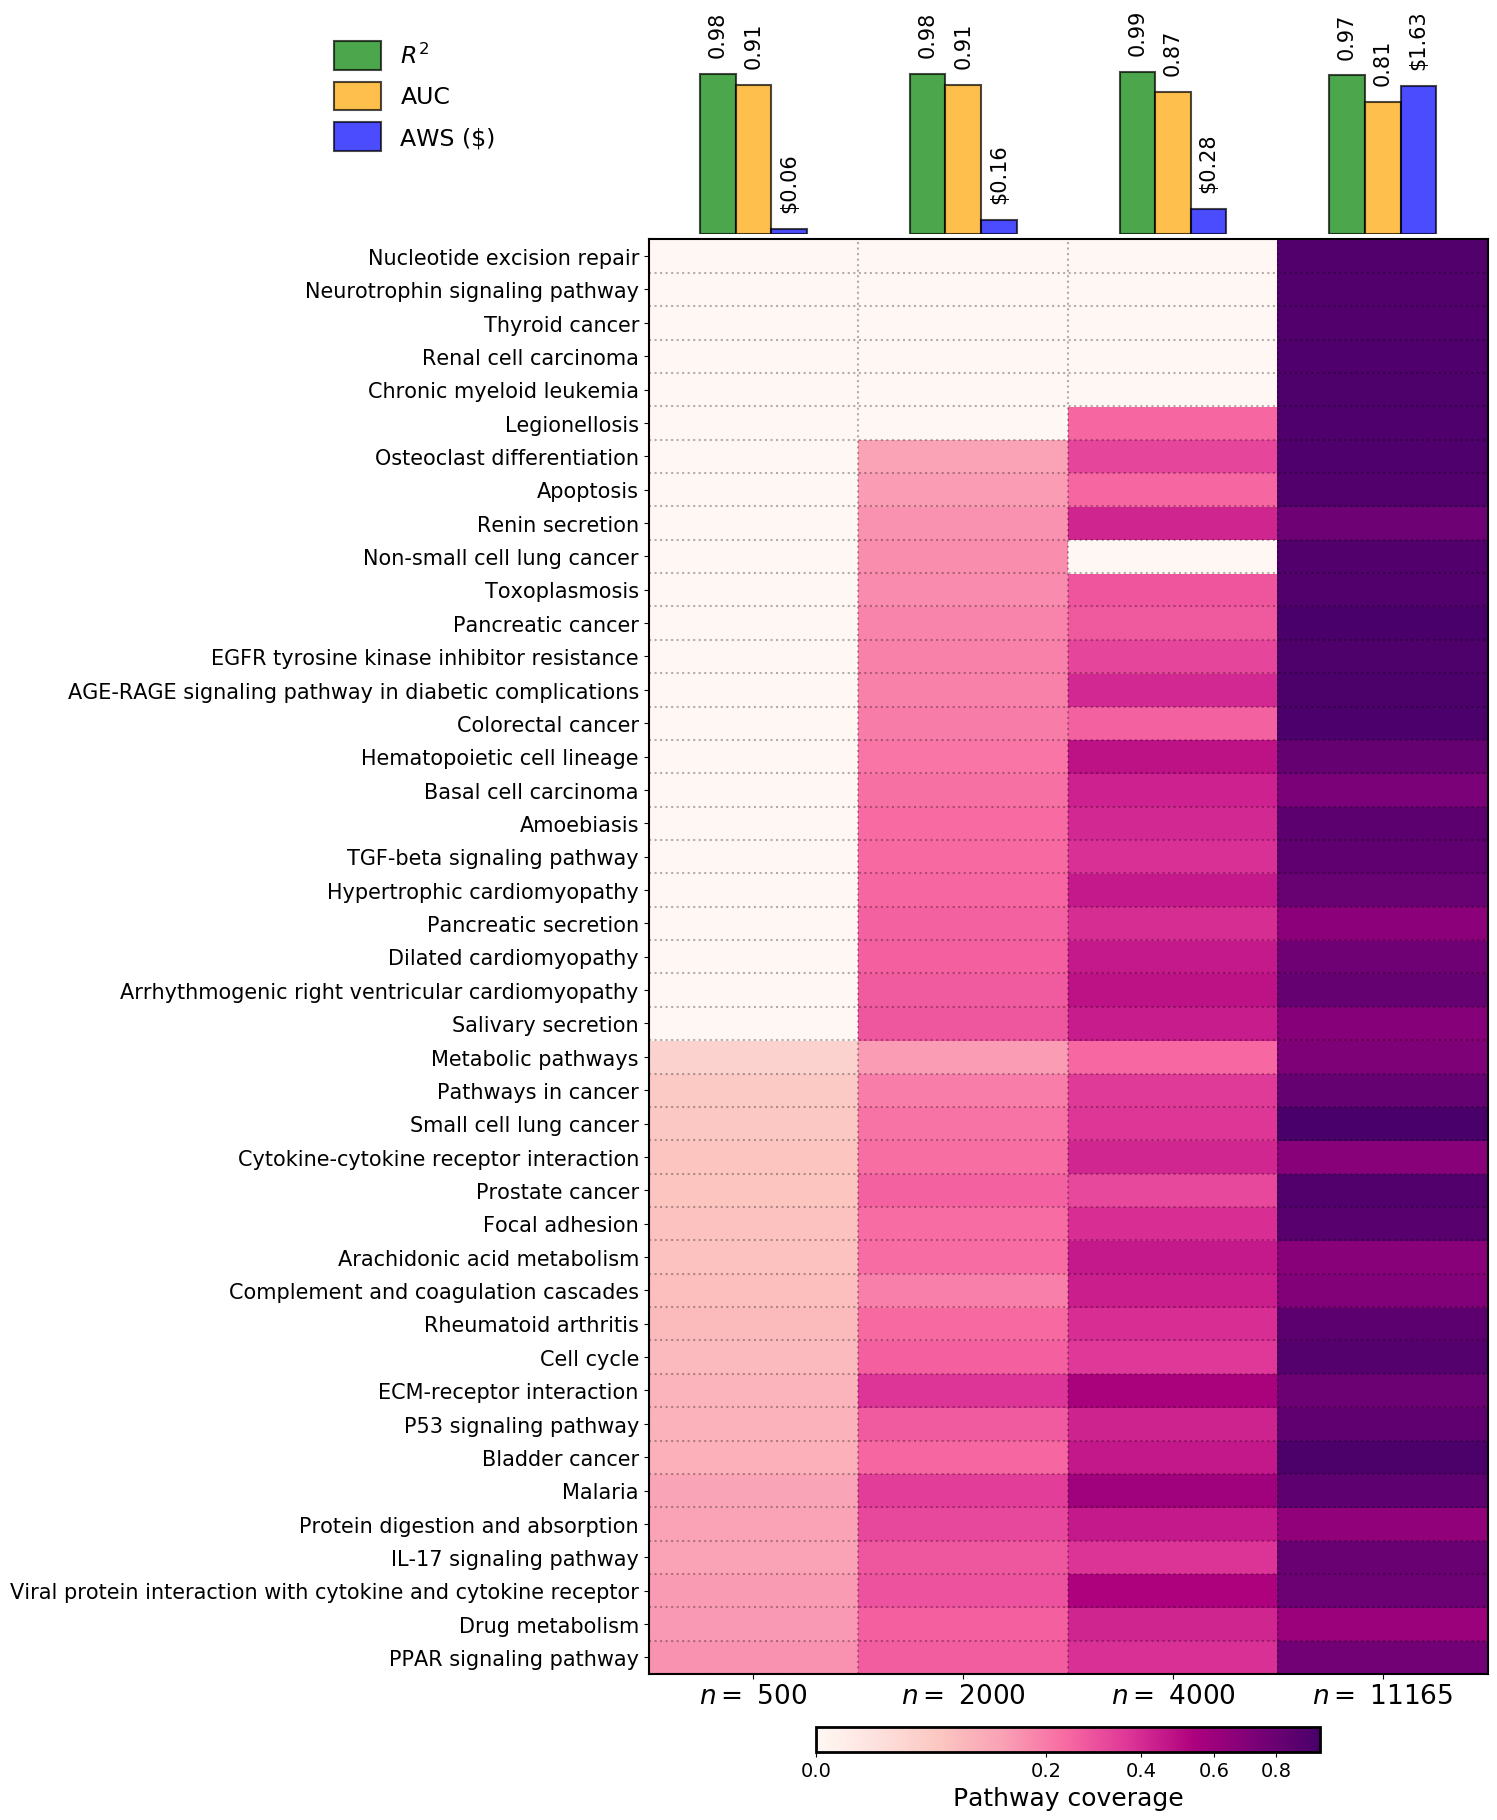 R²
AUC
AWS ($)
0.98
0.91
$0.06
0.98
0.91
$0.16
0.99
0.87
$0.28
0.97
0.81
$1.63
Nucleotide excision repair
Neurotrophin signaling pathway
Thyroid cancer
Renal cell carcinoma
Chronic myeloid leukemia
Legionellosis
Osteoclast differentiation
Apoptosis
Renin secretion
Non-small cell lung cancer
Toxoplasmosis
Pancreatic cancer
EGFR tyrosine kinase inhibitor resistance
AGE-RAGE signaling pathway in diabetic complications
Colorectal cancer
Hematopoietic cell lineage
Basal cell carcinoma
Amoebiasis
TGF-beta signaling pathway
Hypertrophic cardiomyopathy
Pancreatic secretion
Dilated cardiomyopathy
Arrhythmogenic right ventricular cardiomyopathy
Salivary secretion
Metabolic pathways
Pathways in cancer
Small cell lung cancer
Cytokine-cytokine receptor interaction
Prostate cancer
Focal adhesion
Arachidonic acid metabolism
Complement and coagulation cascades
Rheumatoid arthritis
Cell cycle
ECM-receptor interaction
P53 signaling pathway
Bladder cancer
Malaria
Protein digestion and absorption
IL-17 signaling pathway
Viral protein interaction with cytokine and cytokine receptor
Drug metabolism
PPAR signaling pathway
n = 500
n = 2000
n = 4000
n = 11165
0.0 0.2 0.4 0.6 0.8
Pathway coverage